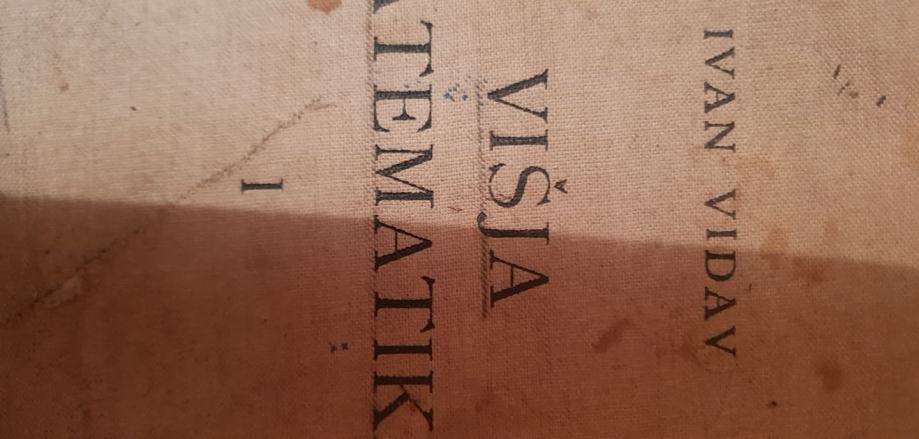 IVAN VIDAV
VIŠJA
ATEMATIK
I